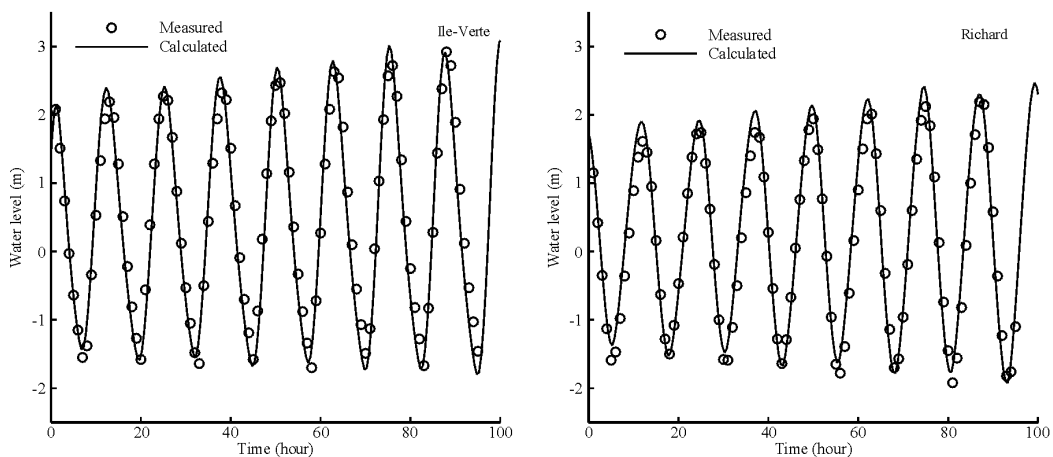 Measured
Calculated
Ile-Verte
3
2
1
0
-1
-2
Water level (m)
0
20
40
60
80
100
Time (hour)
Measured
Calculated
Richard
3
2
1
0
-1
-2
Water level (m)
0
20
40
60
80
100
Time (hour)